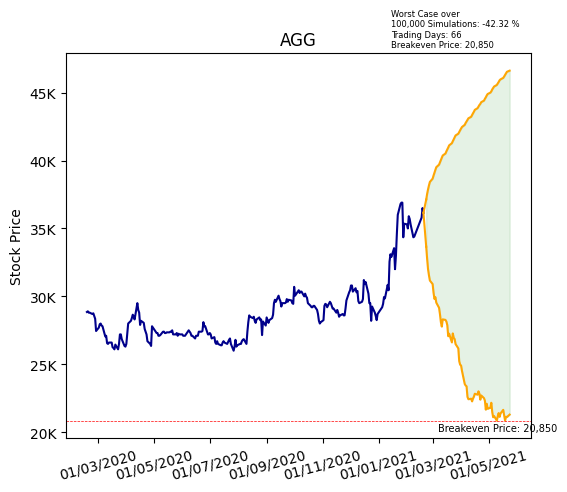 Worst Case over
100,000 Simulations: -42.32 %
Trading Days: 66
Breakeven Price: 20,850
AGG
Stock Price
45K
40K
35K
30K
25K
20K
Breakeven Price: 20,850
01/03/2020
01/05/2020
01/07/2020
01/09/2020
01/11/2020
01/01/2021
01/03/2021
01/05/2021